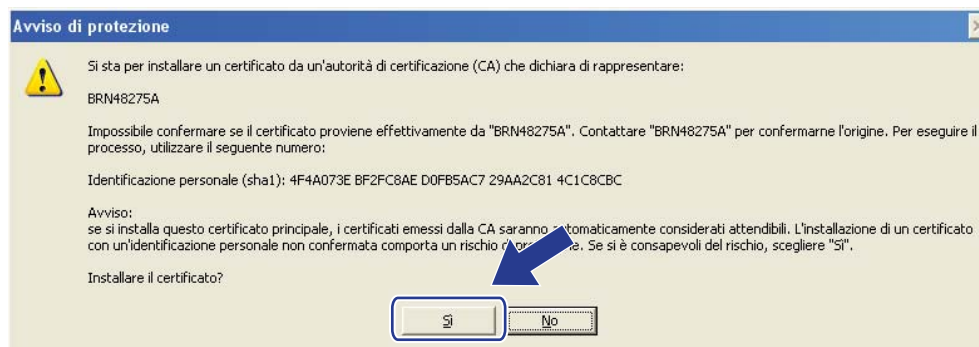 Avviso di protezione
Si sta per installare un certificato da un'autorità di certificazione (CA) che dichiara di rappresentare:
BRN48275A
Impossibile confermare se il certificato proviene effettivamente da "BRN48275A". Contattare "BRN48275A" per confermarne l'origine. Per eseguire il
processo, utilizzare il seguente numero:
Identificazione personale (sha1): 4F4A073E BF2FC8AE D0FB5AC7 29AA2C81 4C1C8CBC
Avviso:
se si installa questo certificato principale, i certificati emessi dalla CA saranno automaticamente considerati attendibili. L'installazione di un certificato
con un'identificazione personale non confermata comporta un rischio di protezione. Se si è consapevoli del rischio, scegliere "Sì".
Installare il certificato?
Sì
No